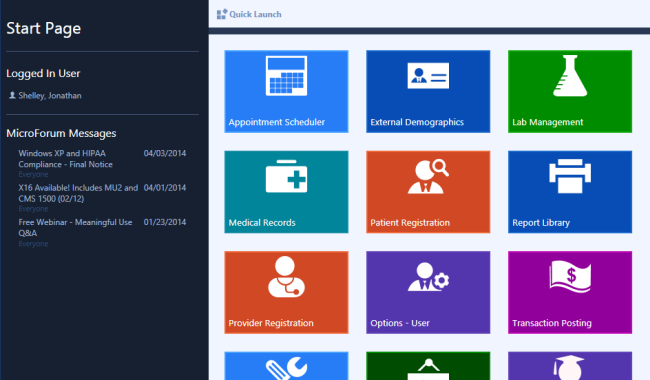 Start Page
Logged In User
Shelley, Jonathan
MicroForum Messages
Windows XP and HIPAA 04/03/2014
Compliance - Final Notice
Everyone
X16 Available! Includes MU2 and 04/01/2014
CMS 1500 (02/12)
Everyone
Free Webinar - Meaningful Use 01/23/2014
Q&A
Everyone
Quick Launch
Appointment Scheduler
External Demographics
Lab Management
Medical Records
Patient Registration
Report Library
Provider Registration
Options - User
$
Transaction Posting